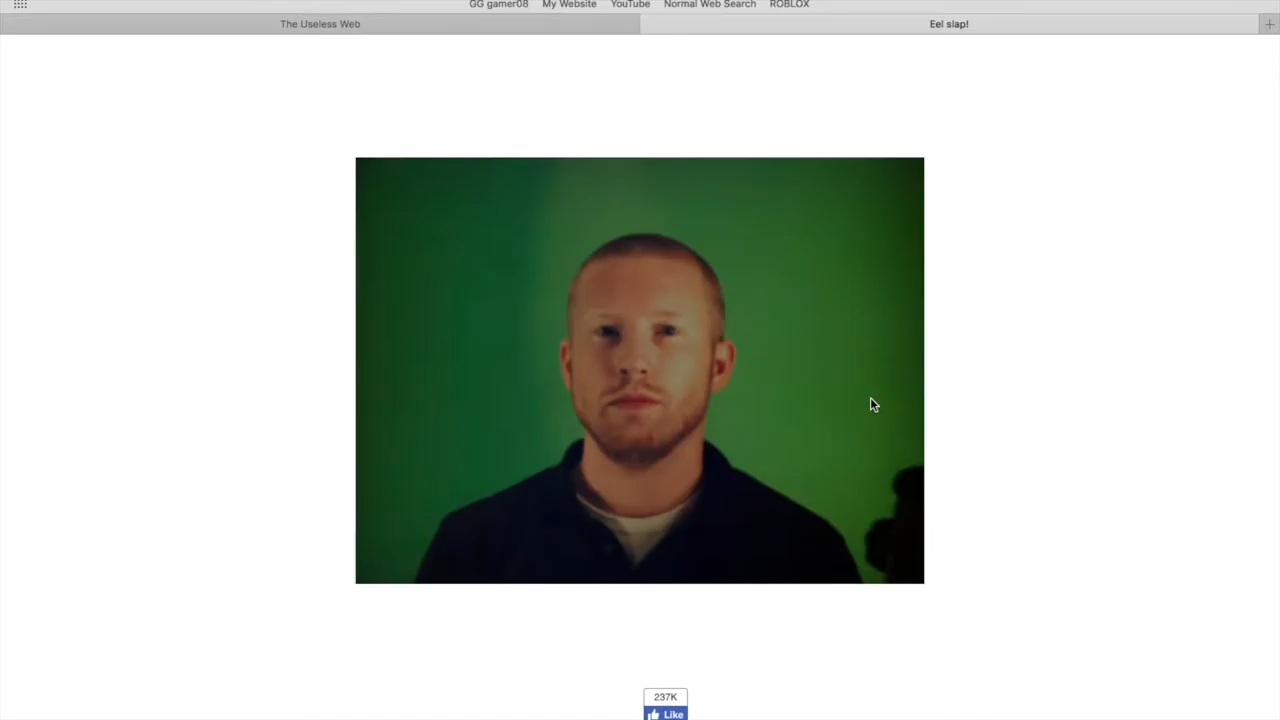 GG gamer08 My Website YouTube Normal Web Search ROBLOX
The Useless Web Eel slap!
237K
Like